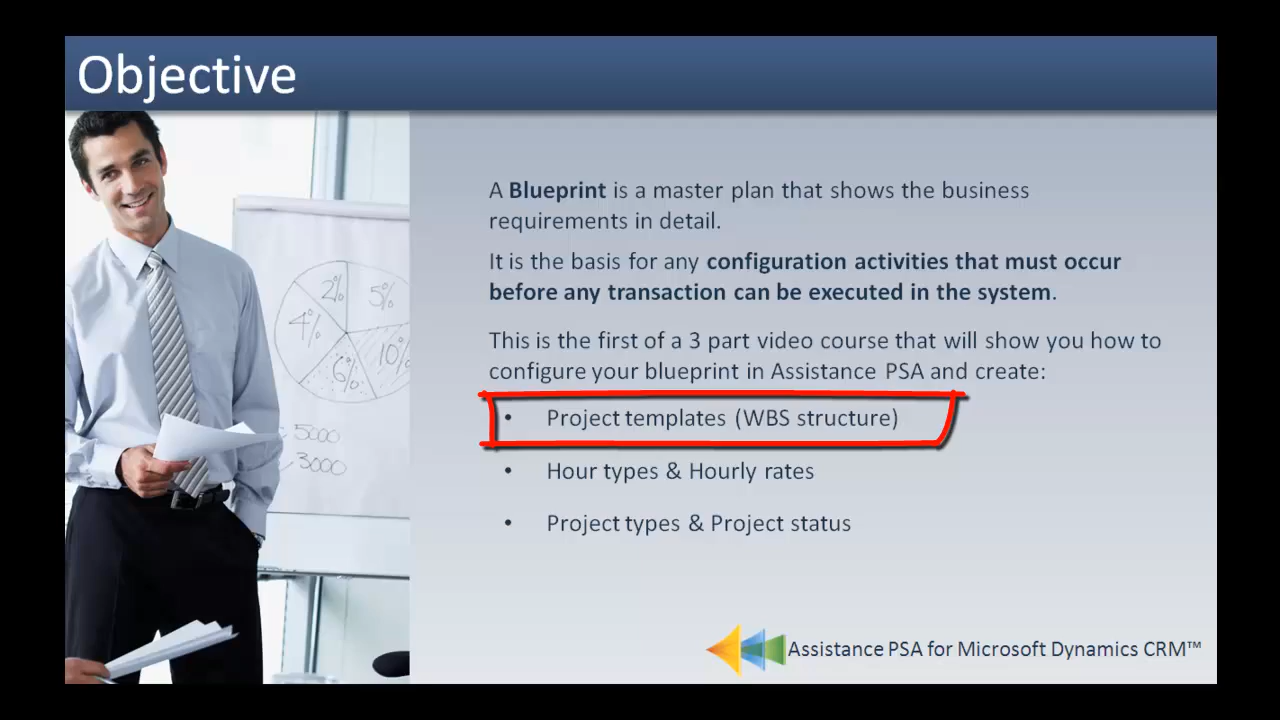 Objective
A Blueprint is a master plan that shows the business
requirements in detail.
It is the basis for any configuration activities that must occur
before any transaction can be executed in the system.
This is the first of a 3 part video course that will show you how to
configure your blueprint in Assistance PSA and create:
• Project templates (WBS structure)
• Hour types & Hourly rates
• Project types & Project status
2%
5%
4%
10%
6%
5000
3000
Assistance PSA for Microsoft Dynamics CRM™